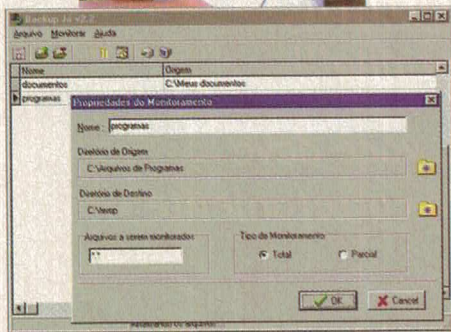 Backup Já v2.2
Arquivo Monitorar Ajuda
Nome Origem
documentos C:\Meus documentos
programas
Propriedades do Monitoramento
Nome : programas
Diretório de Origem
C:\Arquivos de Programas
Diretório de Destino
C:\temp
Arquivos a serem monitorados
*.*
Tipo de Monitoramento
Total Parcial
OK Cancel